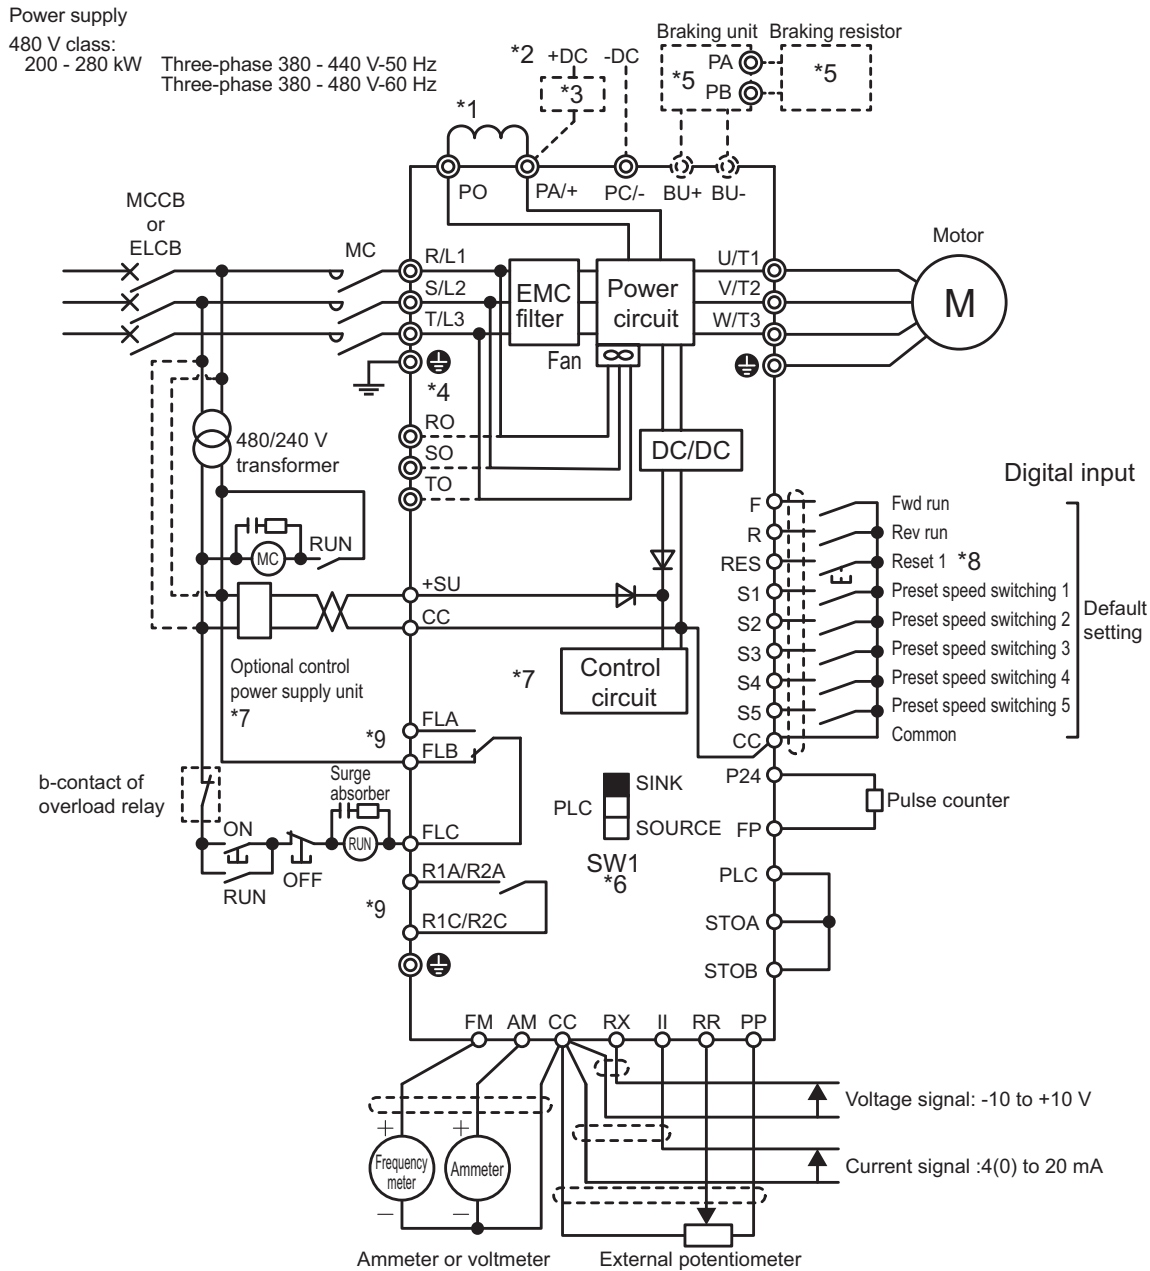 Power supply
480 V class:
200 - 280 kW Three-phase 380 - 440 V-50 Hz
Three-phase 380 - 480 V-60 Hz
Braking unit
Braking resistor
*2
+DC
-DC
PA
*5
*5
PB
*3
*1
PO
PA/+
PC/-
BU+
BU-
MCCB
or
ELCB
MC
R/L1
S/L2
T/L3
EMC
filter
Power
circuit
U/T1
V/T2
W/T3
Motor
M
Fan
*4
RO
SO
TO
480/240 V
transformer
DC/DC
MC
RUN
+SU
CC
Optional control
power supply unit
*7
*7
Control
circuit
Digital input
F
Fwd run
R
Rev run
RES
Reset 1 *8
S1
Preset speed switching 1
S2
Preset speed switching 2
S3
Preset speed switching 3
S4
Preset speed switching 4
S5
Preset speed switching 5
CC
Common
Default
setting
*9
FLA
FLB
b-contact of
overload relay
Surge
absorber
ON
RUN
FLC
OFF
RUN
*9
R1A/R2A
R1C/R2C
PLC
SINK
SOURCE
SW1
*6
P24
Pulse counter
FP
PLC
STOA
STOB
FM
AM
CC
RX
II
RR
PP
Voltage signal: -10 to +10 V
Current signal :4(0) to 20 mA
+
+
Frequency
meter
Ammeter
−
−
Ammeter or voltmeter
External potentiometer